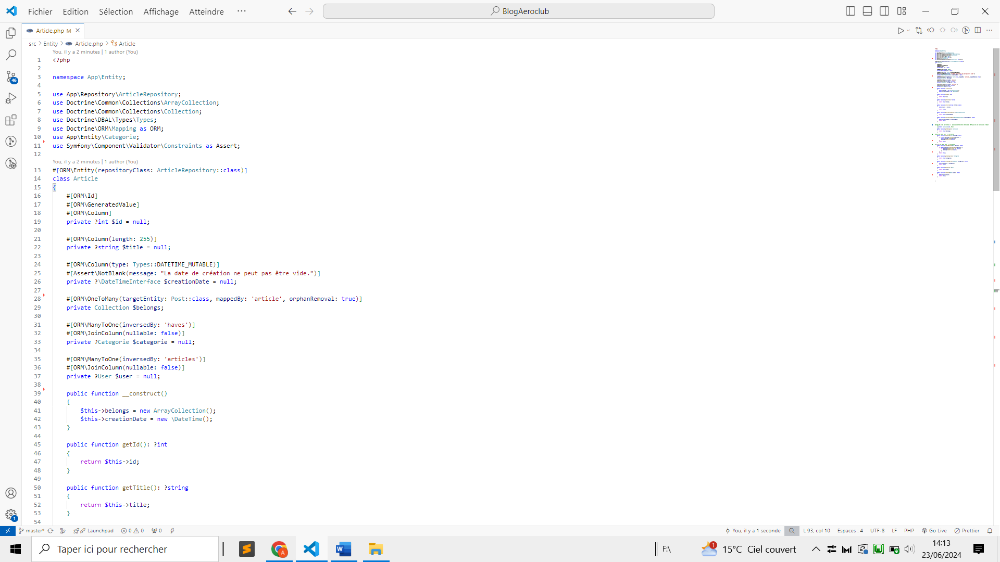 Fichier Edition Sélection Affichage Atteindre ··· BlogAeroclub
Article.php M
src > Entity > Article.php > Article
You, il y a 2 minutes | 1 author (You)
1 <?php
2
3 namespace App\Entity;
4
5 use App\Repository\ArticleRepository;
6 use Doctrine\Common\Collections\ArrayCollection;
7 use Doctrine\Common\Collections\Collection;
8 use Doctrine\DBAL\Types\Types;
9 use Doctrine\ORM\Mapping as ORM;
10 use App\Entity\Categorie;
11 use Symfony\Component\Validator\Constraints as Assert;
12
You, il y a 2 minutes | 1 author (You)
13 #[ORM\Entity(repositoryClass: ArticleRepository::class)]
14 class Article
15 {
16 #[ORM\Id]
17 #[ORM\GeneratedValue]
18 #[ORM\Column]
19 private ?int $id = null;
20
21 #[ORM\Column(length: 255)]
22 private ?string $title = null;
23
24 #[ORM\Column(type: Types::DATETIME_MUTABLE)]
25 #[Assert\NotBlank(message: "La date de création ne peut pas être vide.")]
26 private ?\DateTimeInterface $creationDate = null;
27
28 #[ORM\OneToMany(targetEntity: Post::class, mappedBy: 'article', orphanRemoval: true)]
29 private Collection $belongs;
30
31 #[ORM\ManyToOne(inversedBy: 'haves')]
32 #[ORM\JoinColumn(nullable: false)]
33 private ?Categorie $categorie = null;
34
35 #[ORM\ManyToOne(inversedBy: 'articles')]
36 #[ORM\JoinColumn(nullable: false)]
37 private ?User $user = null;
38
39 public function __construct()
40 {
41 $this->belongs = new ArrayCollection();
42 $this->creationDate = new \DateTime();
43 }
44
45 public function getId(): ?int
46 {
47 return $this->id;
48 }
49
50 public function getTitle(): ?string
51 {
52 return $this->title;
53 }
54
46
1
master* Launchpad 0 0 0 You, il y a 1 seconde L 93, col 10 Espaces : 4 UTF-8 LF PHP Go Live Prettier
Taper ici pour rechercher F:\ 1 15°C Ciel couvert 14:13
23/06/2024